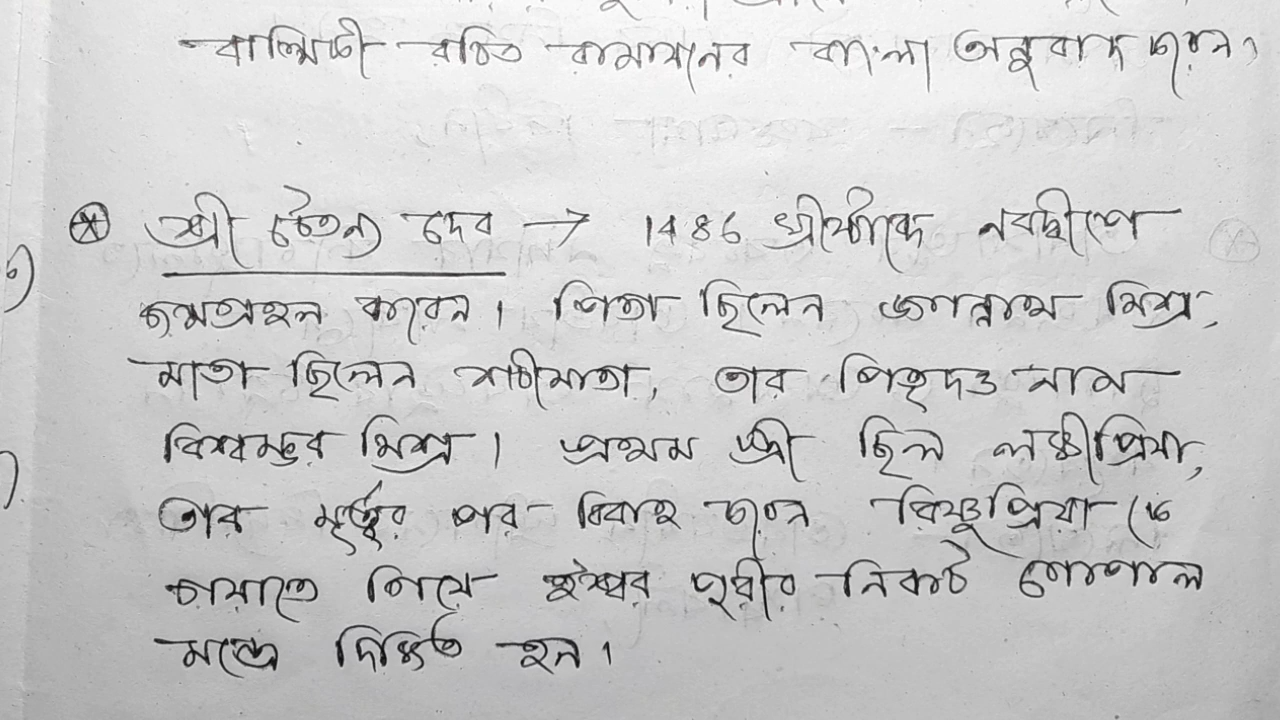 বাল্মিকী রচিত রামায়নের বাংলা অনুবাদ করেন।
শ্রী চৈতন্য দেব → 1486 খ্রীষ্টাব্দে নবদ্বীপে
জন্মগ্রহন করেন। পিতা ছিলেন জগন্নাথ মিশ্র,
মাতা ছিলেন শচীমাতা, তার পিতৃদত্ত নাম
বিশ্বম্ভর মিশ্র। প্রথম স্ত্রী ছিল লক্ষ্মীপ্রিয়া,
তার মৃত্যুর পর বিবাহ করেন বিষ্ণুপ্রিয়া কে
গয়াতে গিয়ে ঈশ্বর পুরীর নিকট গোপাল
মন্ত্রে দিক্ষিত হন।